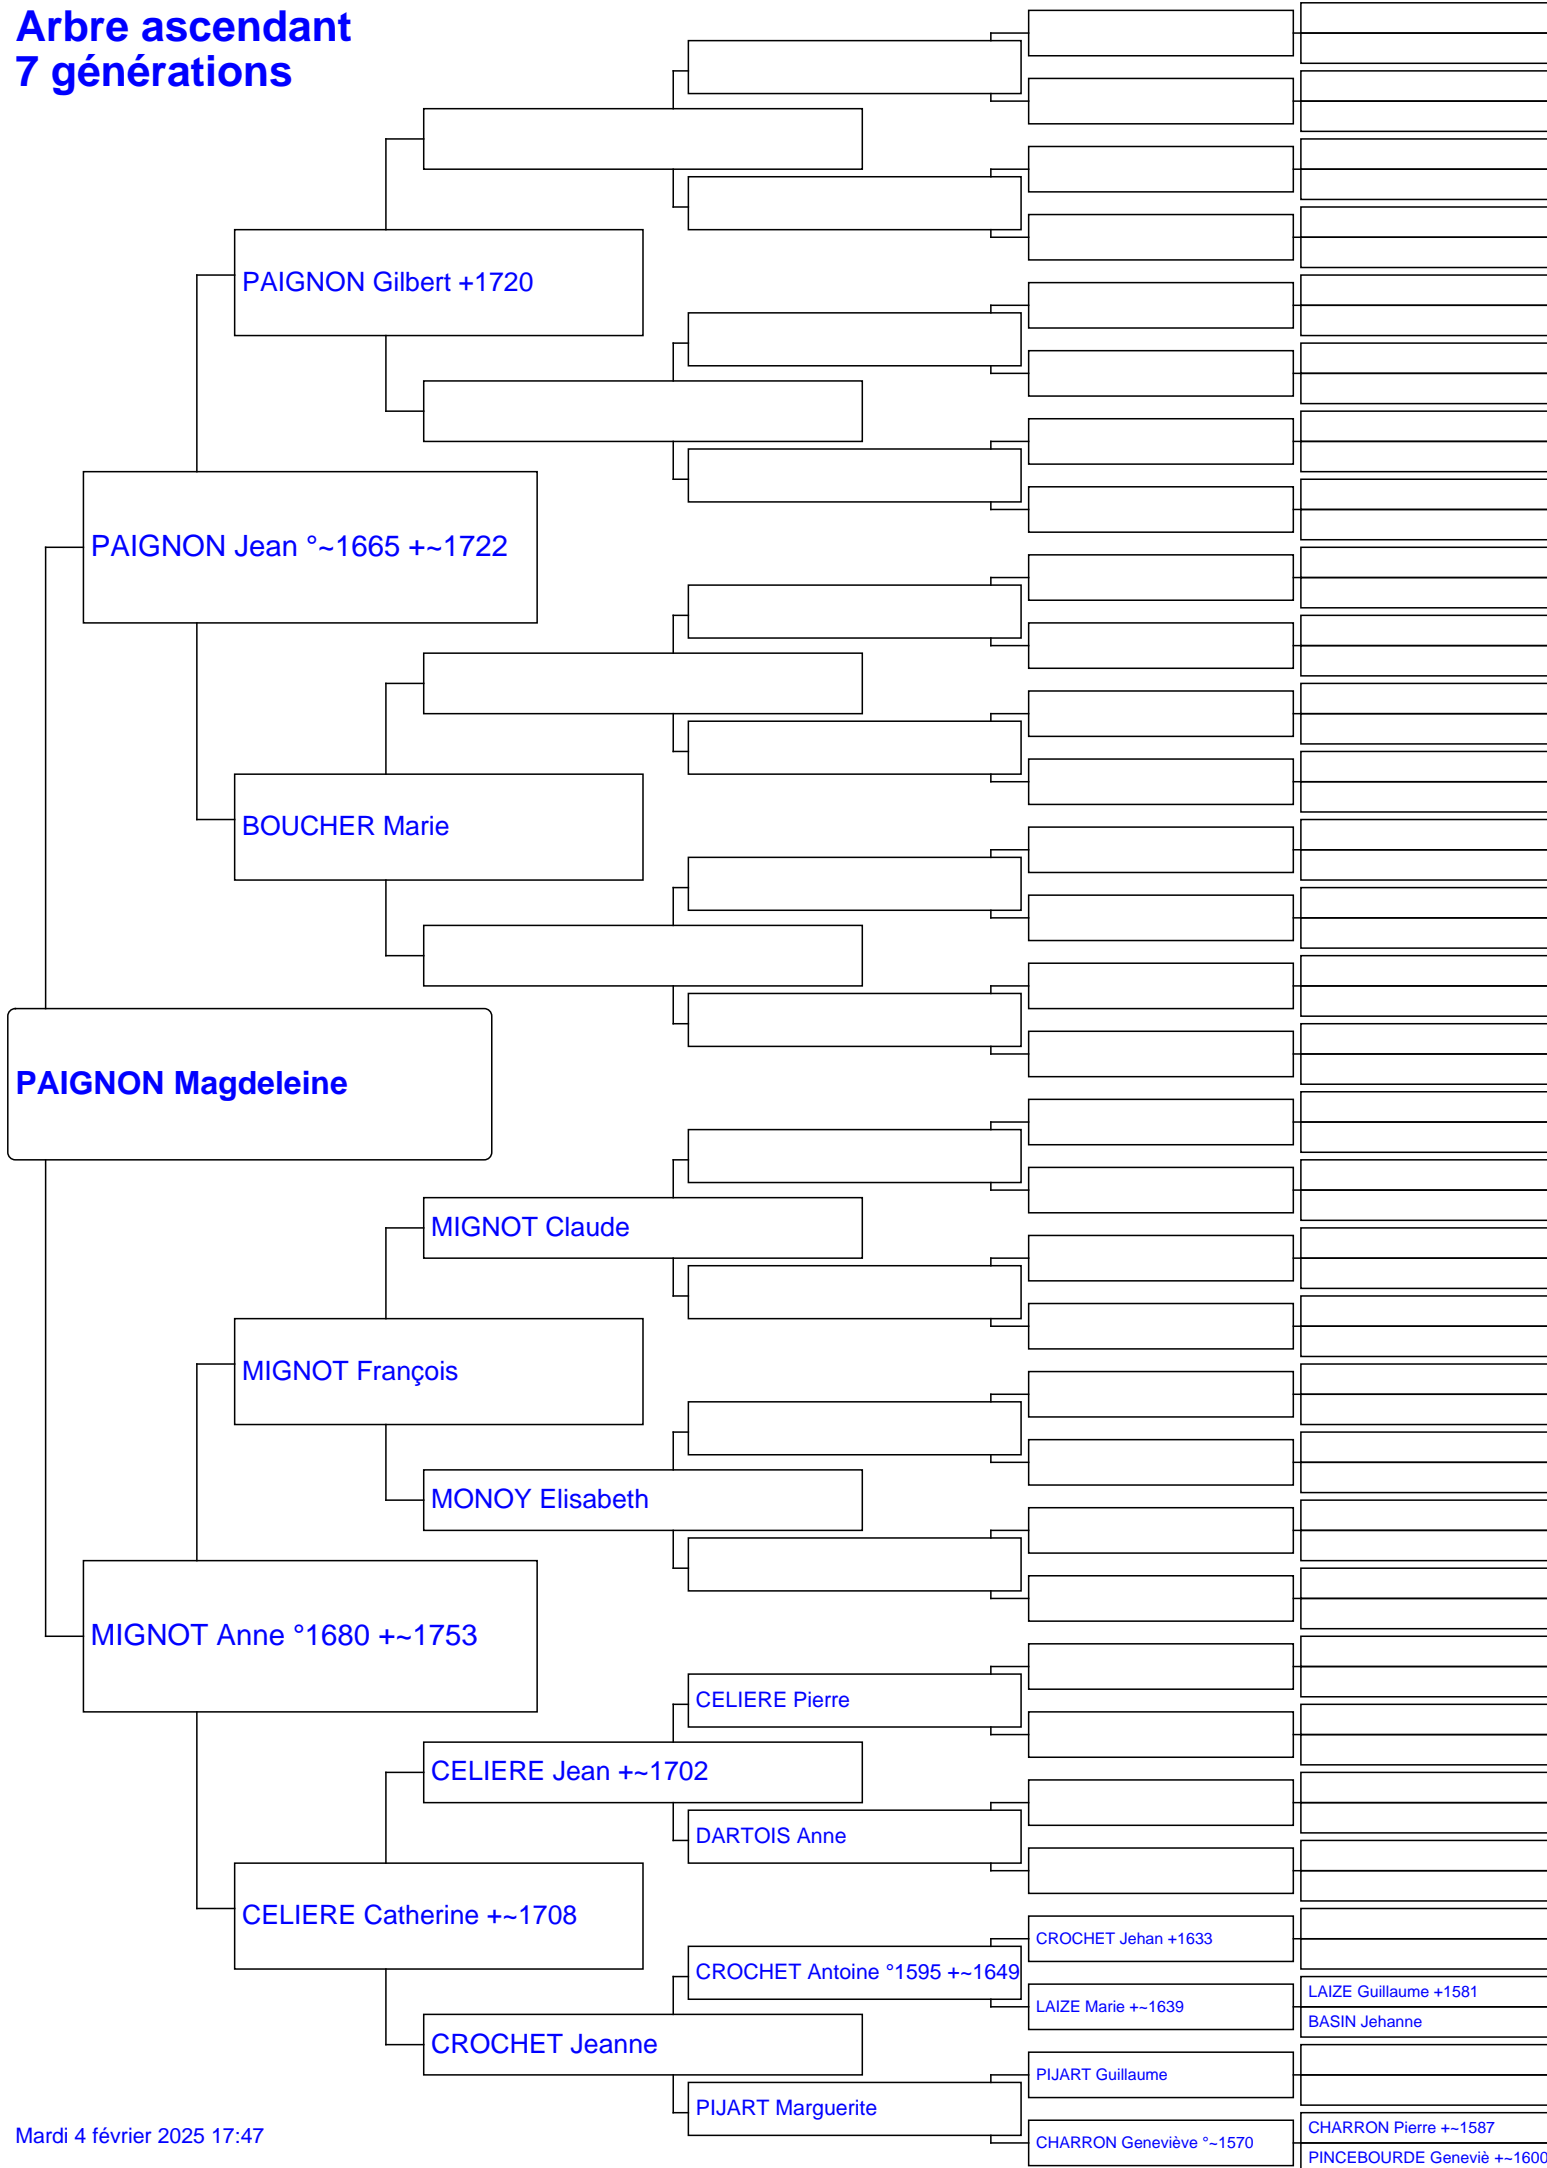 Arbre ascendant
7 générations
PAIGNON Gilbert +1720
PAIGNON Jean °~1665 +~1722
BOUCHER Marie
PAIGNON Magdeleine
MIGNOT Claude
MIGNOT François
MONOY Elisabeth
MIGNOT Anne °1680 +~1753
CELIERE Pierre
CELIERE Jean +~1702
DARTOIS Anne
CELIERE Catherine +~1708
CROCHET Jehan +1633
CROCHET Antoine °1595 +~1649
LAIZE Guillaume +1581
LAIZE Marie +~1639
BASIN Jehanne
CROCHET Jeanne
PIJART Guillaume
PIJART Marguerite
CHARRON Pierre +~1587
CHARRON Geneviève °~1570
PINCEBOURDE Geneviè +~1600
Mardi 4 février 2025 17:47